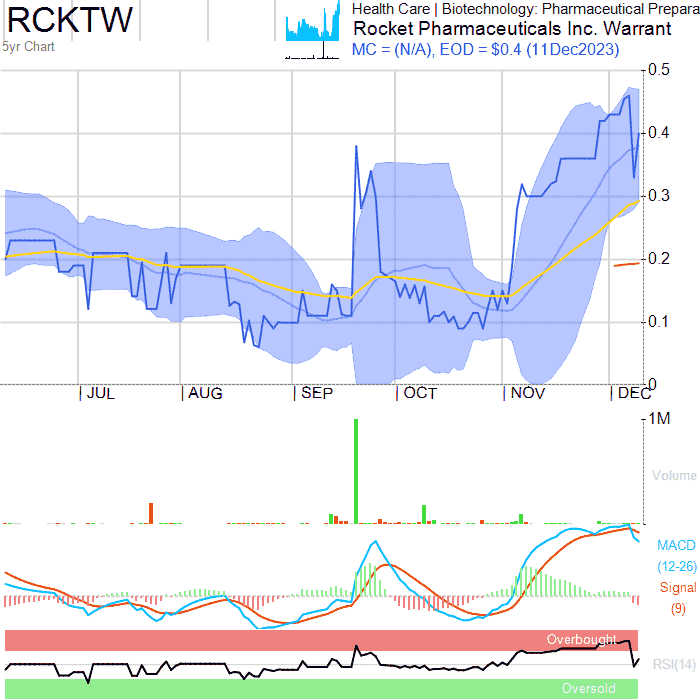 RCKTW
5yr Chart
Health Care | Biotechnology: Pharmaceutical Prepara
Rocket Pharmaceuticals Inc. Warrant
MC = (N/A), EOD = $0.4 (11Dec2023)
0.5
0.4
0.3
0.2
0.1
0
JUL AUG SEP OCT NOV DEC
1M
Volume
MACD
(12-26)
Signal
(9)
Overbought
RSI(14)
Oversold